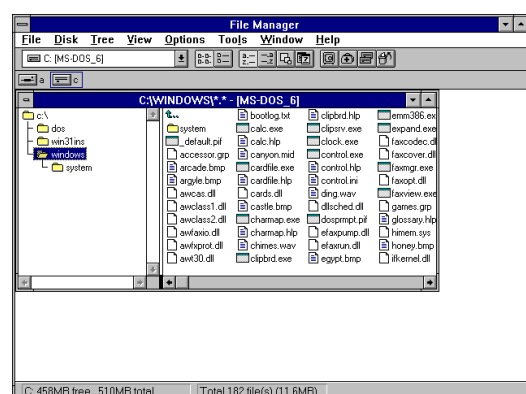 File Manager
File Disk Tree View Options Tools Window Help
C: [MS-DOS_6]
a c
C:\WINDOWS\*.* - [MS-DOS_6]
c:\
dos
win31ins
windows
system
system
_default.pif
accessor.grp
arcade.bmp
argyle.bmp
awcas.dll
awclass1.dll
awclass2.dll
awfaxio.dll
awfxprot.dll
awt30.dll
bootlog.txt
calc.exe
calc.hlp
canyon.mid
cardfile.exe
cardfile.hlp
cards.dll
castle.bmp
charmap.exe
charmap.hlp
chimes.wav
clipbrd.exe
clipbrd.hlp
clipsrv.exe
clock.exe
control.exe
control.hlp
control.ini
ding.wav
dllsched.dll
dosprmpt.pif
efaxpump.dll
efaxrun.dll
egypt.bmp
emm386.ex
expand.exe
faxcodec.d
faxcover.dll
faxmgr.exe
faxopt.dll
faxview.exe
games.grp
glossary.hlp
himem.sys
honey.bmp
ifkernel.dll
C: 458MB free, 510MB total
Total 182 file(s) (11.6MB)